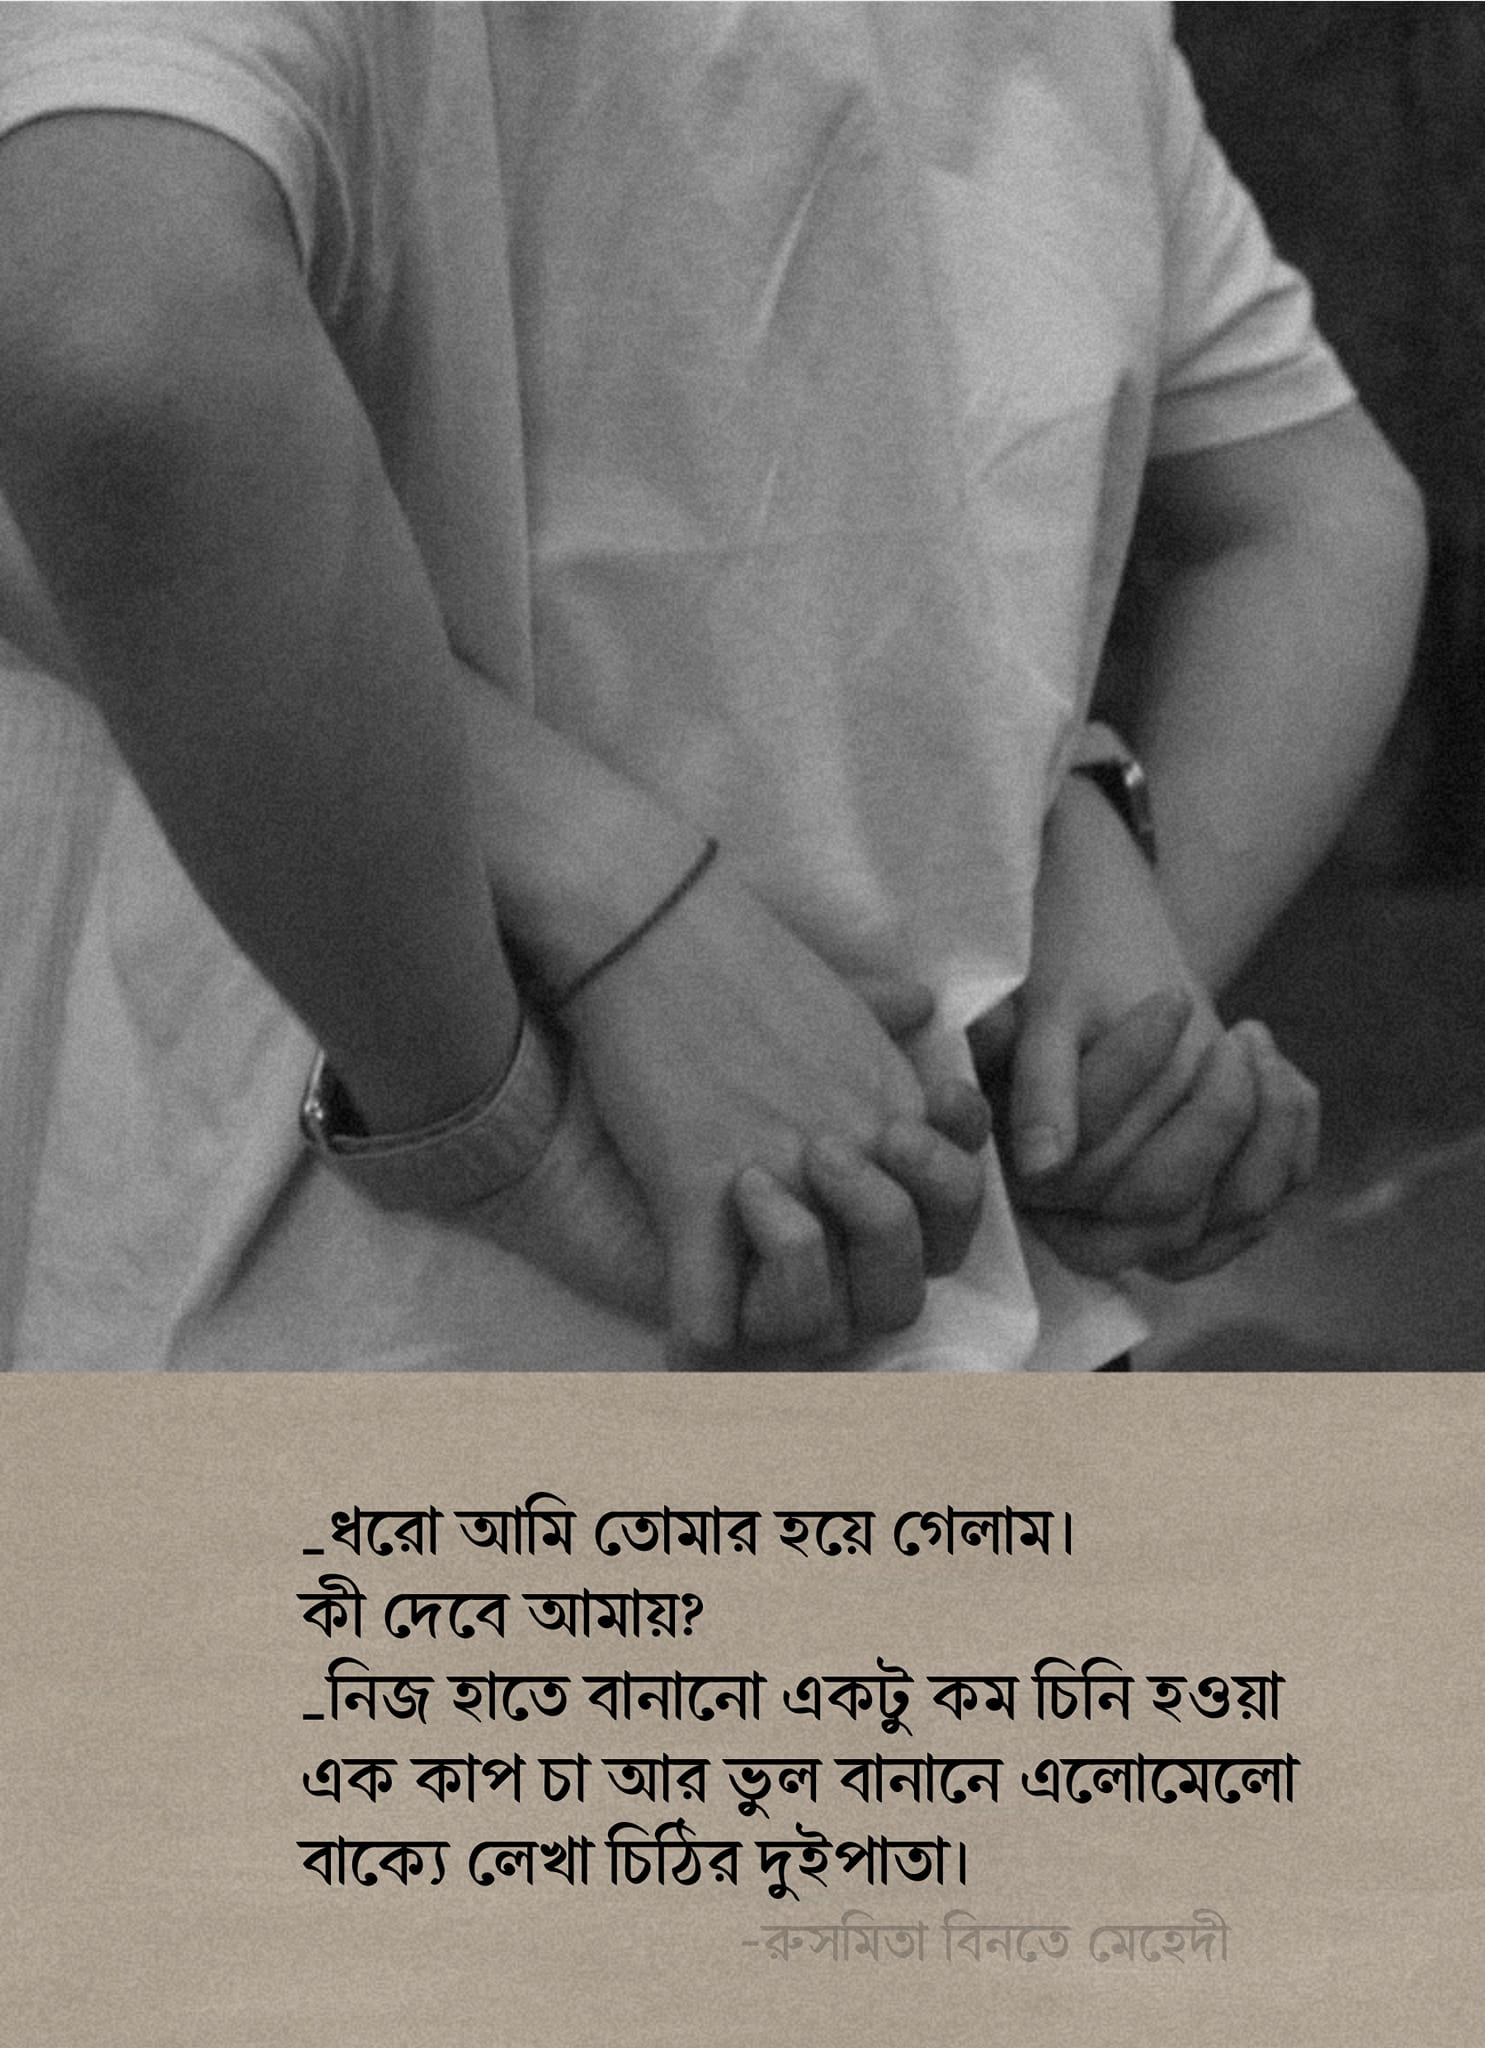 _ধরো আমি তোমার হয়ে গেলাম।
কী দেবে আমায়?
_নিজ হাতে বানানো একটু কম চিনি হওয়া
এক কাপ চা আর ভুল বানানে এলোমেলো
বাক্যে লেখা চিঠির দুইপাতা।
-রুসমিতা বিনতে মেহেদী